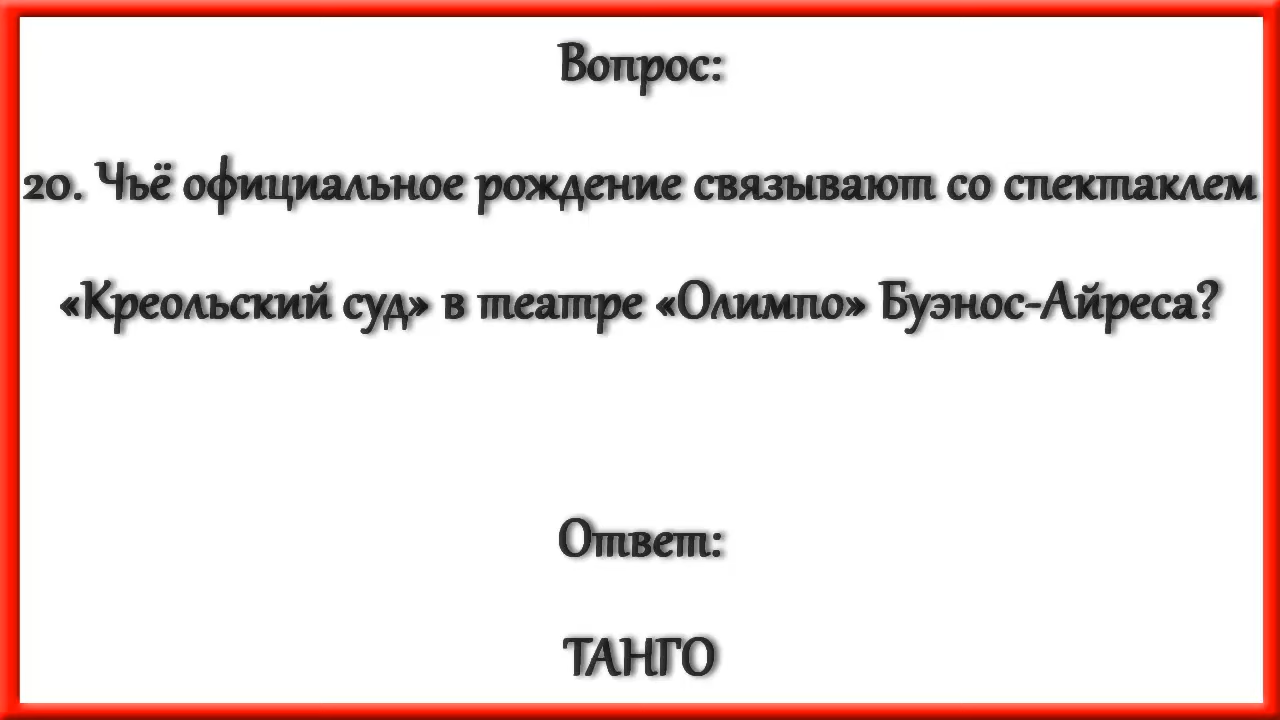 Вопрос:
20. Чьё официальное рождение связывают со спектаклем
«Креольский суд» в театре «Олимпо» Буэнос-Айреса?
Ответ:
ТАНГО